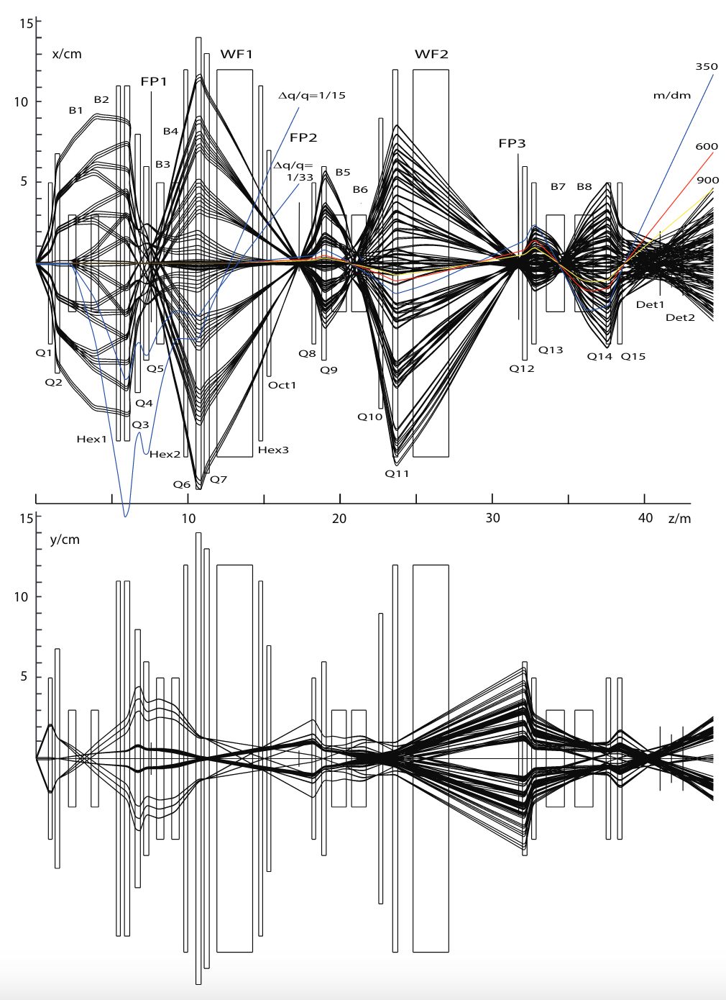 15
x/cm
WF1
WF2
350
FP1
Δq/q=1/15
m/dm
10
B2
B1
B4
FP2
FP3
600
B3
Δq/q=
1/33
B5
5
B6
B7
B8
900
Det1
Det2
Q1
Q8
Q13
Q14
Q15
Q2
Q5
Q9
Q12
Oct1
Q4
Q10
Q3
Hex1
Hex2
Hex3
Q11
Q6
Q7
15
10
20
30
40
z/m
y/cm
10
5